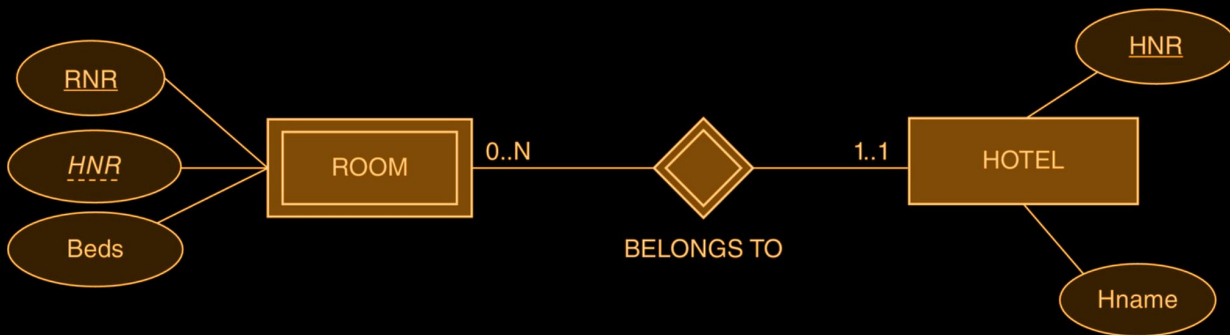 HNR
RNR
0..N
1..1
HNR
ROOM
HOTEL
Beds
BELONGS TO
Hname